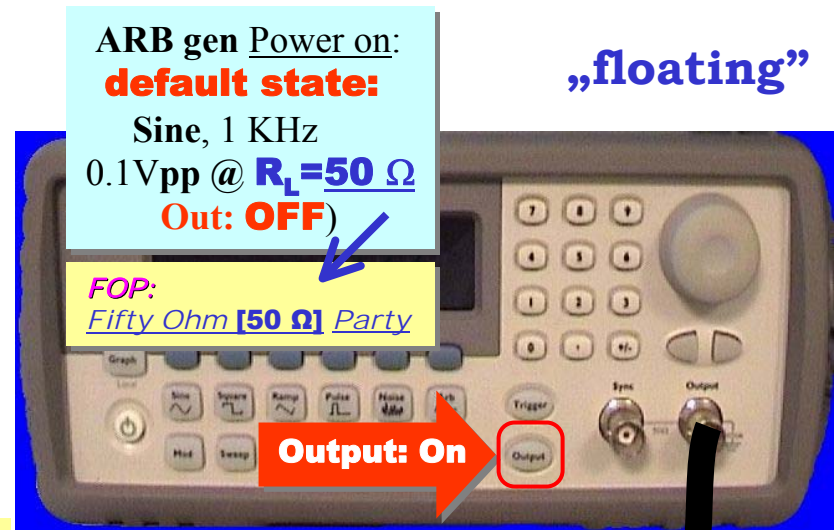 ARB gen Power on:
default state:
Sine, 1 KHz
0.1Vpp @ RL=50 Ω
Out: OFF)
„floating”
FOP:
Fifty Ohm [50 Ω] Party
7 8 9
4 5 6
1 2 3
0 . +/-
Graph
Local
Sine Square Ramp Pulse Noise Arb
Trigger
Sync Output
Mod Sweep
Output: On
Output